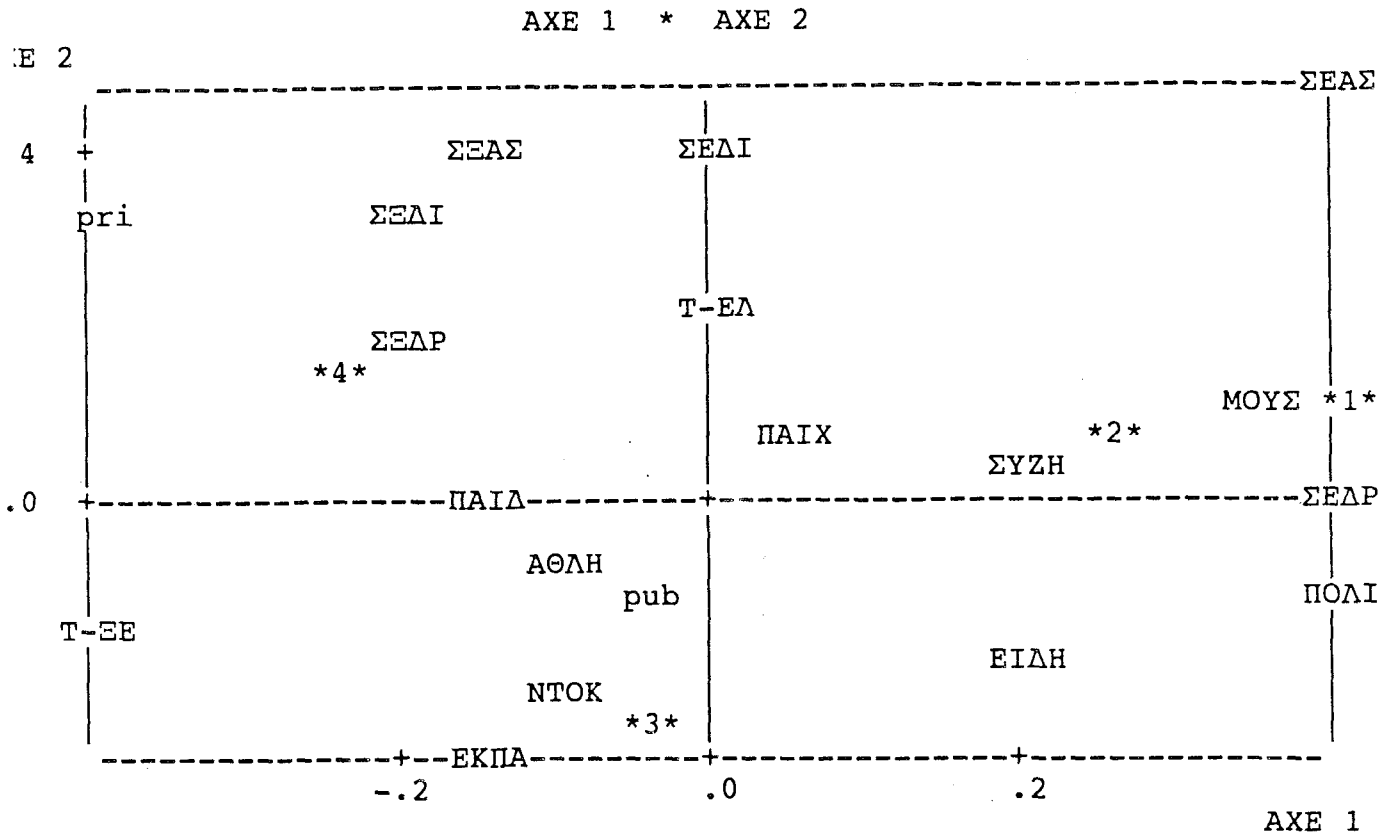 AXE 1 * AXE 2
E 2
ΣΕΑΣ
4 + ΣΞΑΣ ΣΕΔΙ
pri ΣΞΔΙ
Τ-ΕΛ
ΣΞΔΡ
*4*
ΜΟΥΣ *1*
ΠΑΙΧ *2*
ΣΥΖΗ
.0 + ΠΑΙΔ + ΣΕΔΡ
ΑΘΛΗ
pub ΠΟΛΙ
Τ-ΞΕ
ΕΙΔΗ
ΝΤΟΚ
*3*
+ ΕΚΠΑ + +
-.2 .0 .2
AXE 1